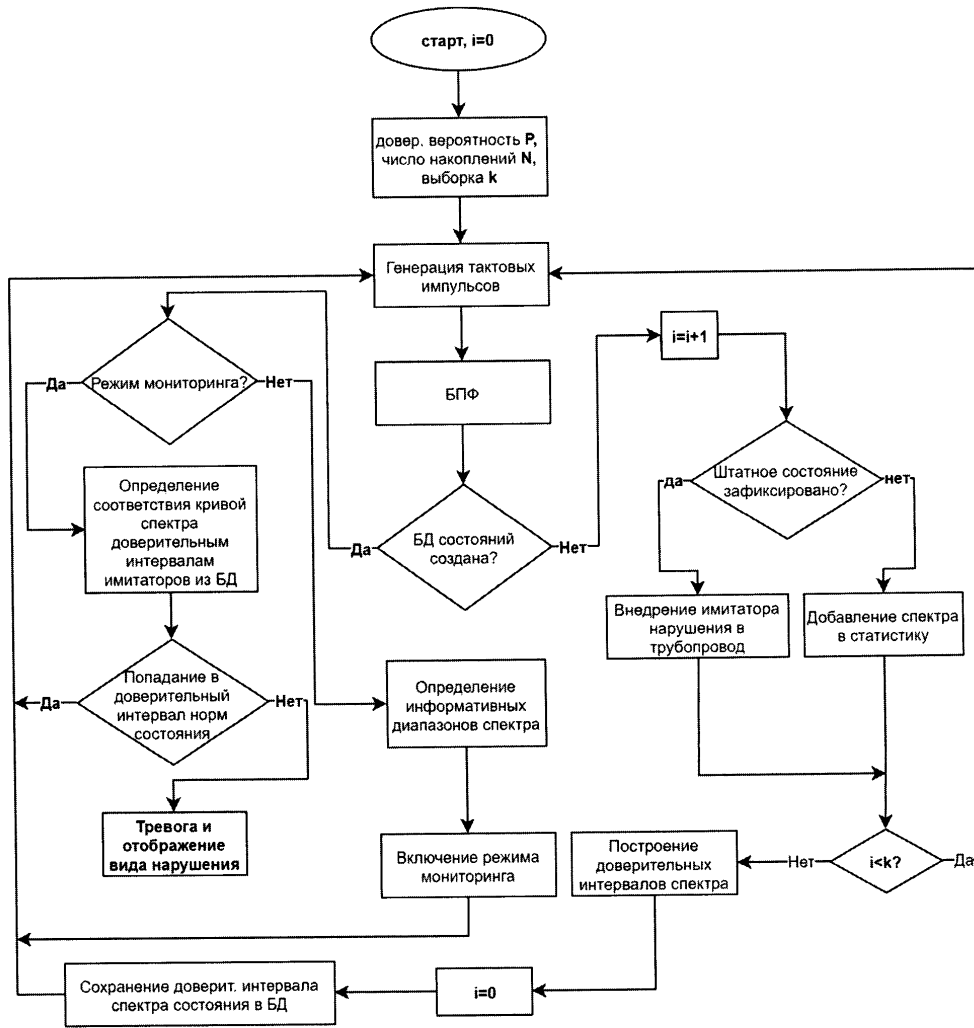 старт, i=0
довер. вероятность P,
число накоплений N,
выборка k
Генерация тактовых
импульсов
i=i+1
Да
Режим мониторинга?
Нет
БПФ
да
Штатное состояние
зафиксировано?
нет
Определение
соответствия кривой
спектра
доверительным
интервалам
имитаторов из БД
Да
БД состояний
создана?
Нет
Внедрение имитатора
нарушения в
трубопровод
Добавление спектра
в статистику
Да
Попадание в
доверительный
интервал норм
состояния
Нет
Определение
информативных
диапазонов спектра
Тревога и
отображение
вида нарушения
Включение режима
мониторинга
Построение
доверительных
интервалов спектра
Нет
i<k?
Да
Сохранение доверит. интервала
спектра состояния в БД
i=0